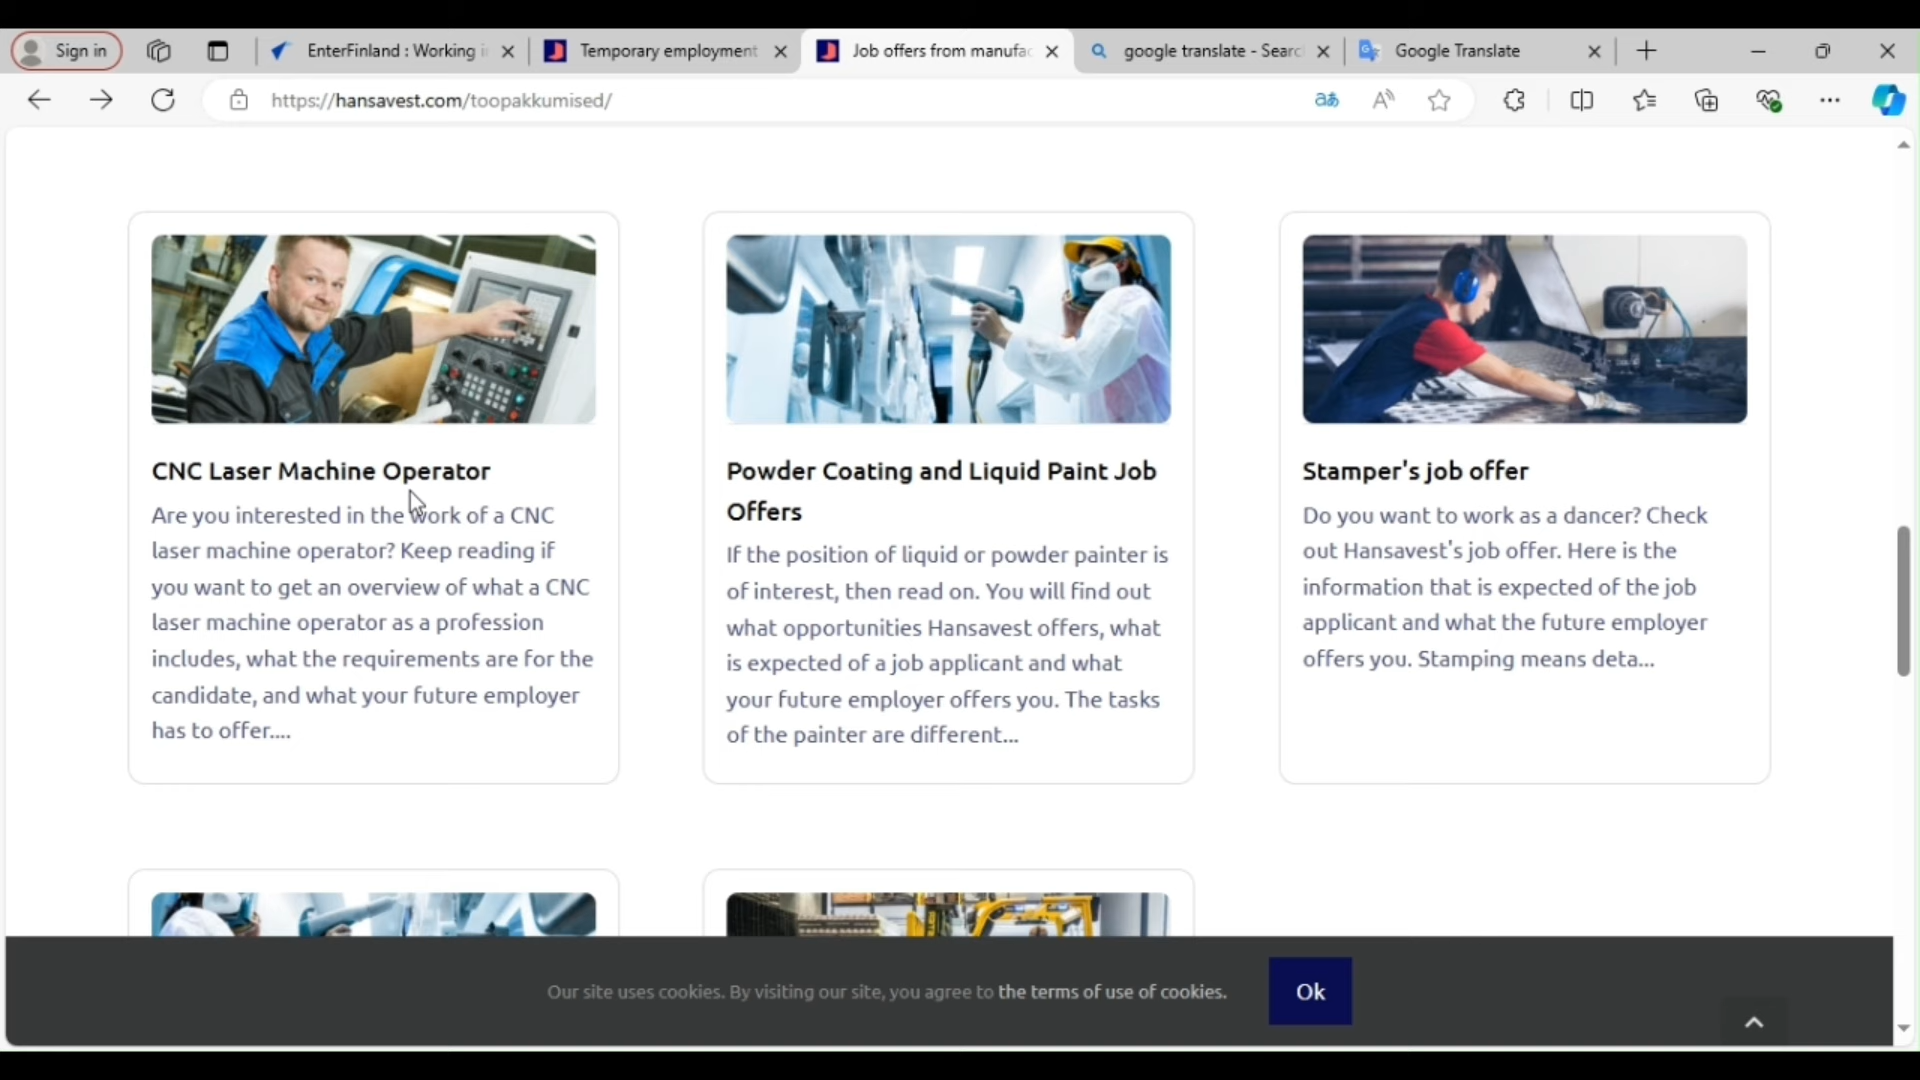 Sign in
EnterFinland : Working i
Temporary employment
Job offers from manufac
google translate - Searc
Google Translate
https://hansavest.com/toopakkumised/
CNC Laser Machine Operator
Are you interested in the work of a CNC
laser machine operator? Keep reading if
you want to get an overview of what a CNC
laser machine operator as a profession
includes, what the requirements are for the
candidate, and what your future employer
has to offer....
Powder Coating and Liquid Paint Job
Offers
If the position of liquid or powder painter is
of interest, then read on. You will find out
what opportunities Hansavest offers, what
is expected of a job applicant and what
your future employer offers you. The tasks
of the painter are different...
Stamper's job offer
Do you want to work as a dancer? Check
out Hansavest's job offer. Here is the
information that is expected of the job
applicant and what the future employer
offers you. Stamping means deta...
Our site uses cookies. By visiting our site, you agree to the terms of use of cookies.
Ok